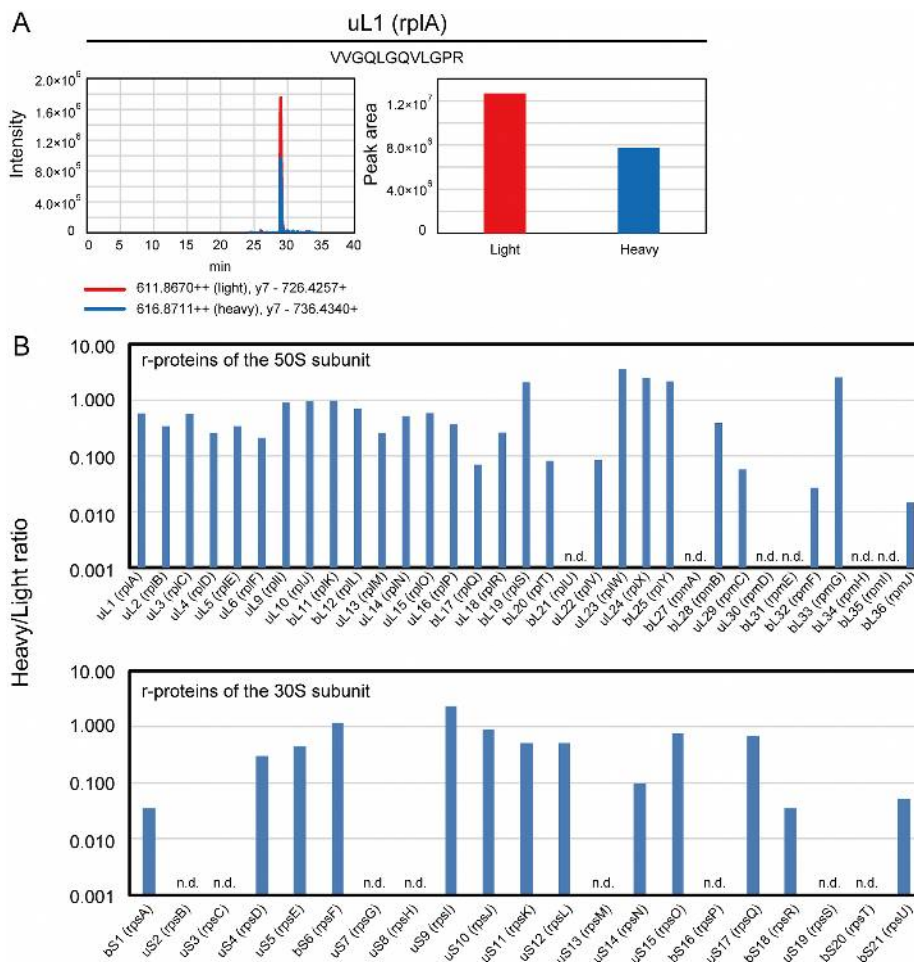 A
uL1 (rplA)
VVGQLGQVLGPR
Intensity
2.0×10⁶
1.6×10⁶
1.2×10⁶
8.0×10⁵
4.0×10⁵
0
0 5 10 15 20 25 30 35 40
min
Peak area
1.2×10⁷
8.0×10⁶
4.0×10⁶
0
Light Heavy
611.8670++ (light), y7 - 726.4257+
616.8711++ (heavy), y7 - 736.4340+
B
Heavy/Light ratio
r-proteins of the 50S subunit
10.00
1.000
0.100
0.010
0.001
n.d. n.d. n.d. n.d. n.d. n.d.
uL1 (rplA)
uL2 (rplB)
uL3 (rplC)
uL4 (rplD)
uL5 (rplE)
uL6 (rplF)
uL9 (rplI)
uL10 (rplJ)
bL11 (rplK)
bL12 (rplL)
uL13 (rplM)
uL14 (rplN)
uL15 (rplO)
uL16 (rplP)
bL17 (rplQ)
uL18 (rplR)
bL19 (rplS)
bL20 (rplT)
bL21 (rplU)
uL22 (rplV)
uL23 (rplW)
uL24 (rplX)
bL25 (rplY)
bL27 (rpmA)
bL28 (rpmB)
uL29 (rpmC)
uL30 (rpmD)
bL31 (rpmE)
bL32 (rpmF)
bL33 (rpmG)
bL34 (rpmH)
bL35 (rpmI)
bL36 (rpmJ)
r-proteins of the 30S subunit
10.00
1.000
0.100
0.010
0.001
n.d. n.d. n.d. n.d. n.d. n.d. n.d. n.d.
bS1 (rpsA)
uS2 (rpsB)
uS3 (rpsC)
uS4 (rpsD)
uS5 (rpsE)
bS6 (rpsF)
uS7 (rpsG)
uS8 (rpsH)
uS9 (rpsI)
uS10 (rpsJ)
uS11 (rpsK)
uS12 (rpsL)
uS13 (rpsM)
uS14 (rpsN)
uS15 (rpsO)
bS16 (rpsP)
uS17 (rpsQ)
bS18 (rpsR)
uS19 (rpsS)
bS20 (rpsT)
bS21 (rpsU)